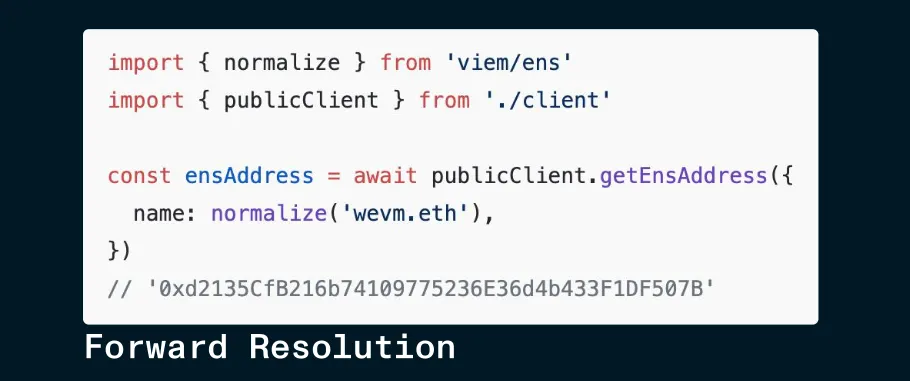 import { normalize } from 'viem/ens'
import { publicClient } from './client'

const ensAddress = await publicClient.getEnsAddress({
  name: normalize('wevm.eth'),
})
// '0xd2135CfB216b74109775236E36d4b433F1DF507B'
Forward Resolution